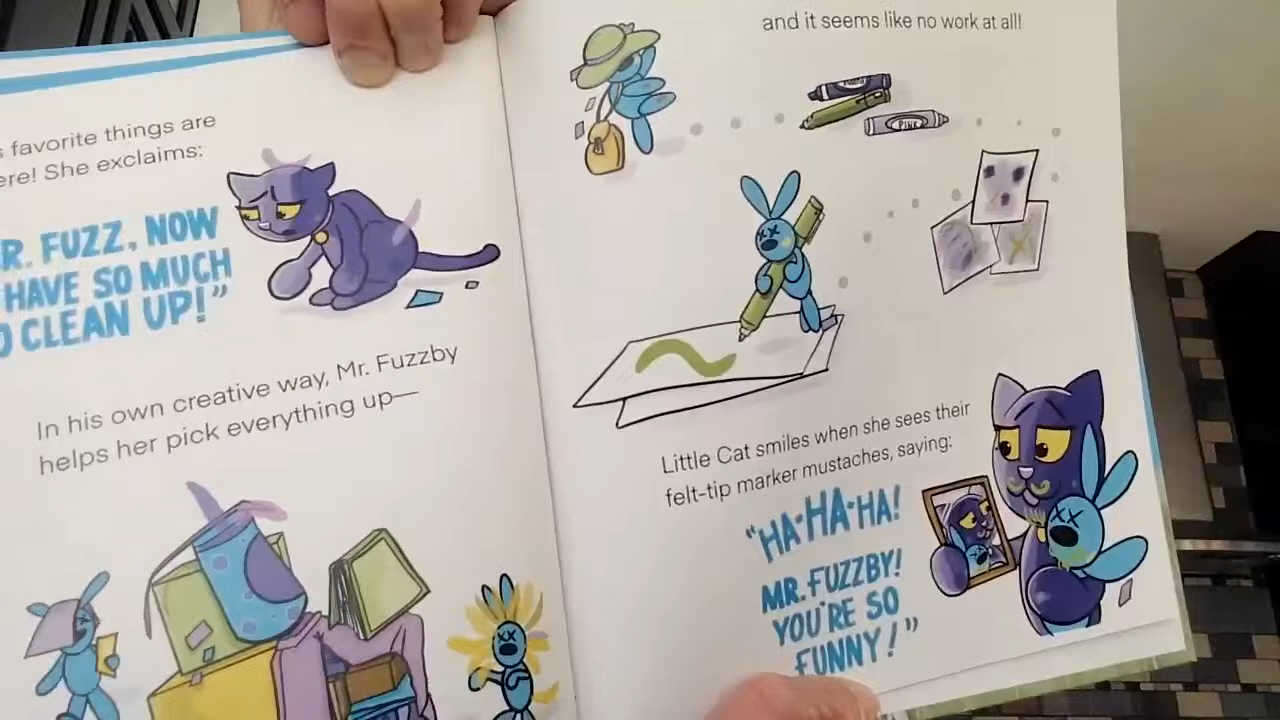 favorite things are
She exclaims:
FUZZ, NOW
HAVE SO MUCH
CLEAN UP!”
In his own creative way, Mr. Fuzzby
helps her pick everything up—
and it seems like no work at all!
PINK
Little Cat smiles when she sees their
felt-tip marker mustaches, saying:
“HA-HA-HA!
MR. FUZZBY!
YOU'RE SO
FUNNY!”